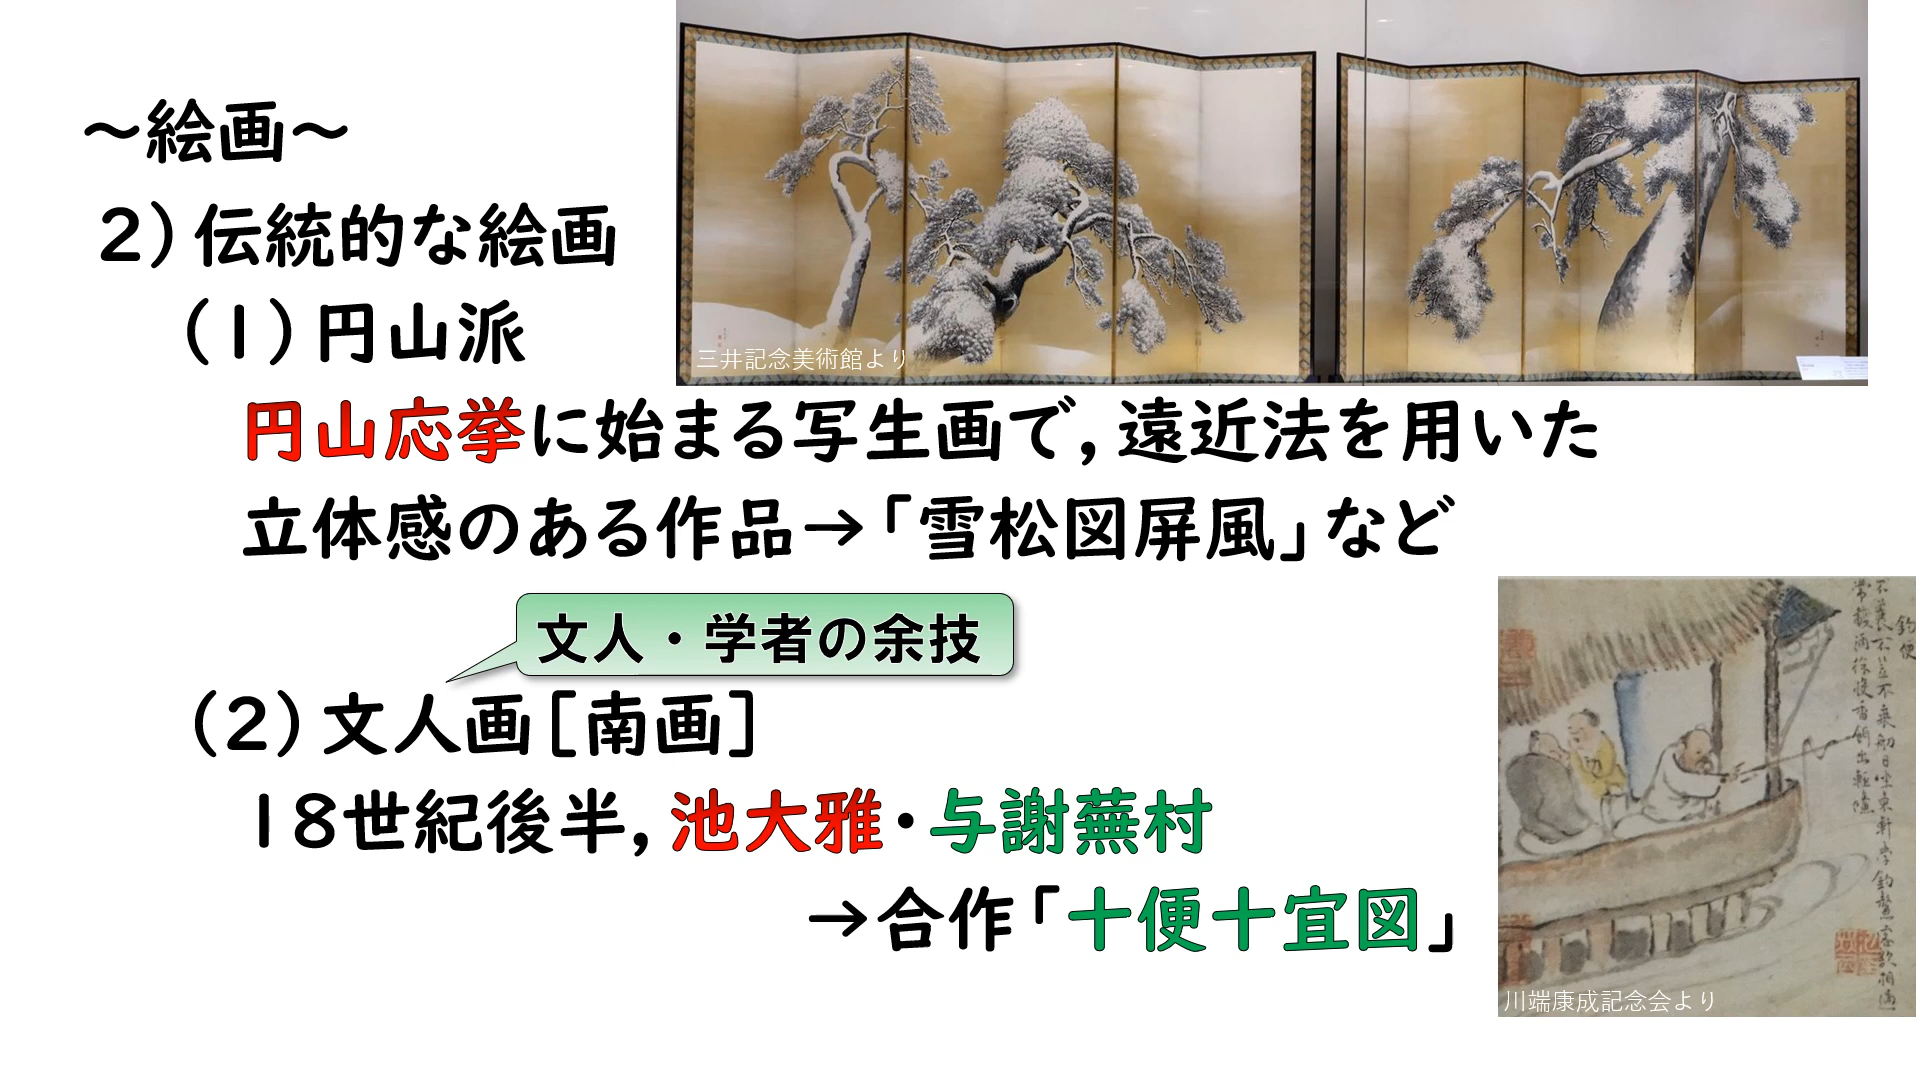 ～絵画～
2）伝統的な絵画
（1）円山派
円山応挙に始まる写生画で，遠近法を用いた
立体感のある作品→「雪松図屏風」など
三井記念美術館より
文人・学者の余技
（2）文人画［南画］
18世紀後半，池大雅・与謝蕪村
→合作「十便十宜図」
釣便
川端康成記念会より